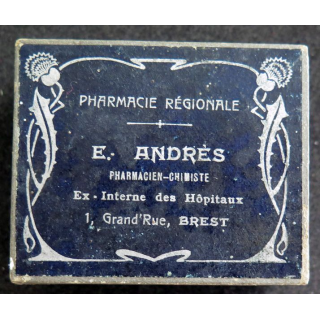 PHARMACIE RÉGIONALE
E. ANDRÈS
PHARMACIEN-CHIMISTE
Ex-Interne des Hôpitaux
1, Grand'Rue, BREST